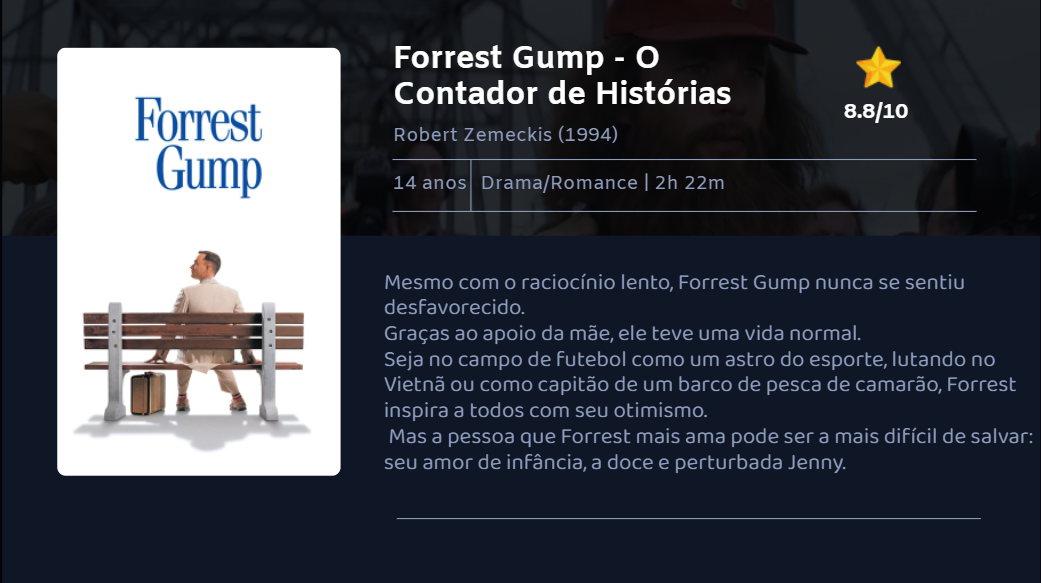 Forrest
Gump
Forrest Gump - O
Contador de Histórias
8.8/10
Robert Zemeckis (1994)
14 anos
Drama/Romance | 2h 22m
Mesmo com o raciocínio lento, Forrest Gump nunca se sentiu
desfavorecido.
Graças ao apoio da mãe, ele teve uma vida normal.
Seja no campo de futebol como um astro do esporte, lutando no
Vietnã ou como capitão de um barco de pesca de camarão, Forrest
inspira a todos com seu otimismo.
Mas a pessoa que Forrest mais ama pode ser a mais difícil de salvar:
seu amor de infância, a doce e perturbada Jenny.